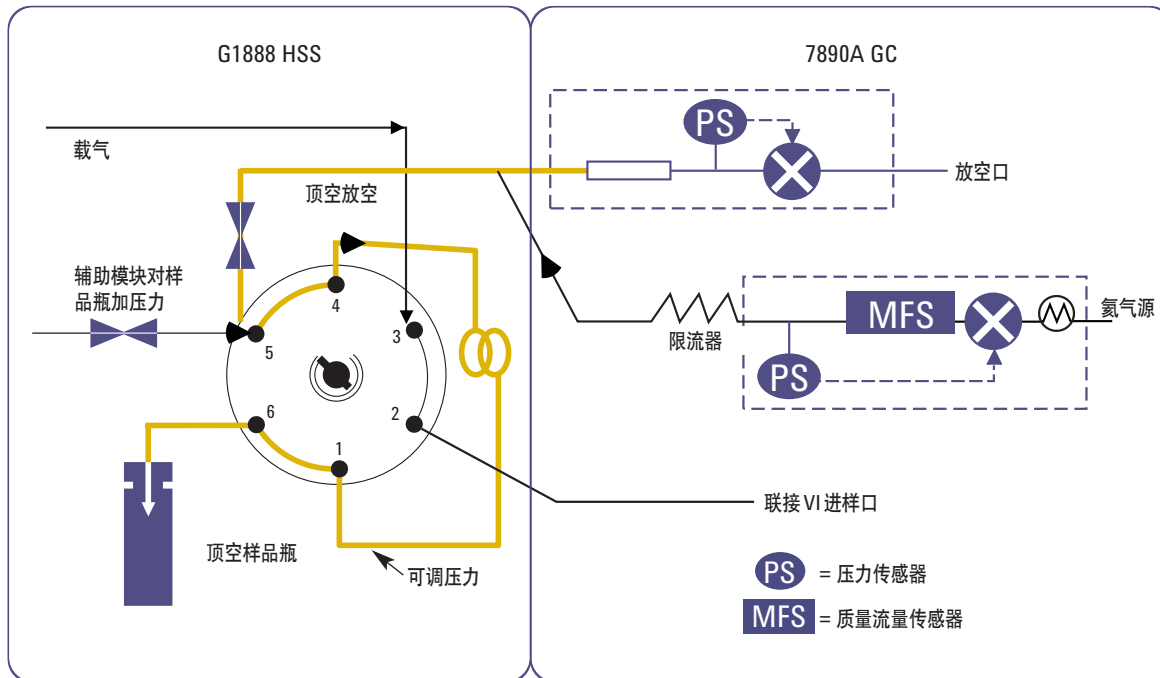 G1888 HSS
7890A GC
载气
PS
放空口
顶空放空
辅助模块对样
品瓶加压力
4
3
5
MFS
氦气源
限流器
PS
6
2
1
联接 VI 进样口
顶空样品瓶
可调压力
PS = 压力传感器
MFS = 质量流量传感器